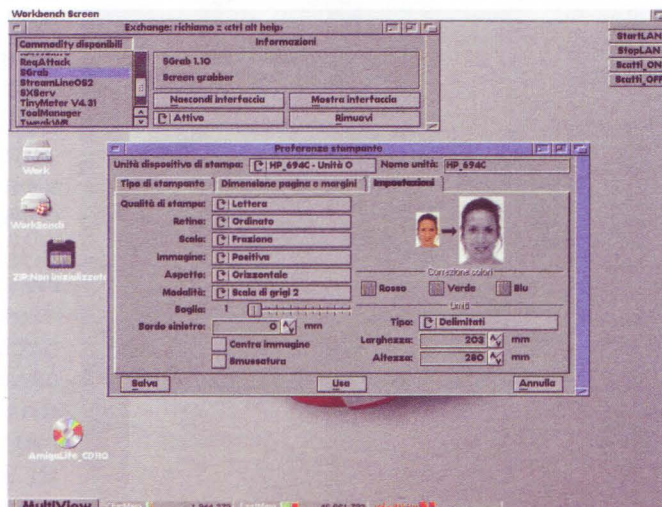 Workbench Screen
Exchange: richiamo = <ctrl alt help>
Commodity disponibili
ReqAttack
SGrab
StreamLineOS2
SXServ
TinyMeter V4.31
ToolManager
TweakWB
Informazioni
SGrab 1.10
Screen grabber
Nascondi interfaccia
Mostra interfaccia
Attivo
Rimuovi
StartLAN
StopLAN
Scatti_ON
Scatti_OFF
Work
WorkBench
ZIP:Non inizializzato
AmigaLife_CD110
Preferenze stampante
Unità dispositivo di stampa: HP_694C - Unità 0
Nome unità: HP_694C
Tipo di stampante
Dimensione pagina e margini
Impostazioni
Qualità di stampa: Lettera
Retino: Ordinato
Scala: Frazione
Immagine: Positiva
Aspetto: Orizzontale
Modalità: Scala di grigi 2
Soglia: 1
Bordo sinistro: 0 mm
Centra immagine
Smussatura
Correzione colori
Rosso
Verde
Blu
Limiti
Tipo: Delimitati
Larghezza: 203 mm
Altezza: 280 mm
Salva
Usa
Annulla
MultiView